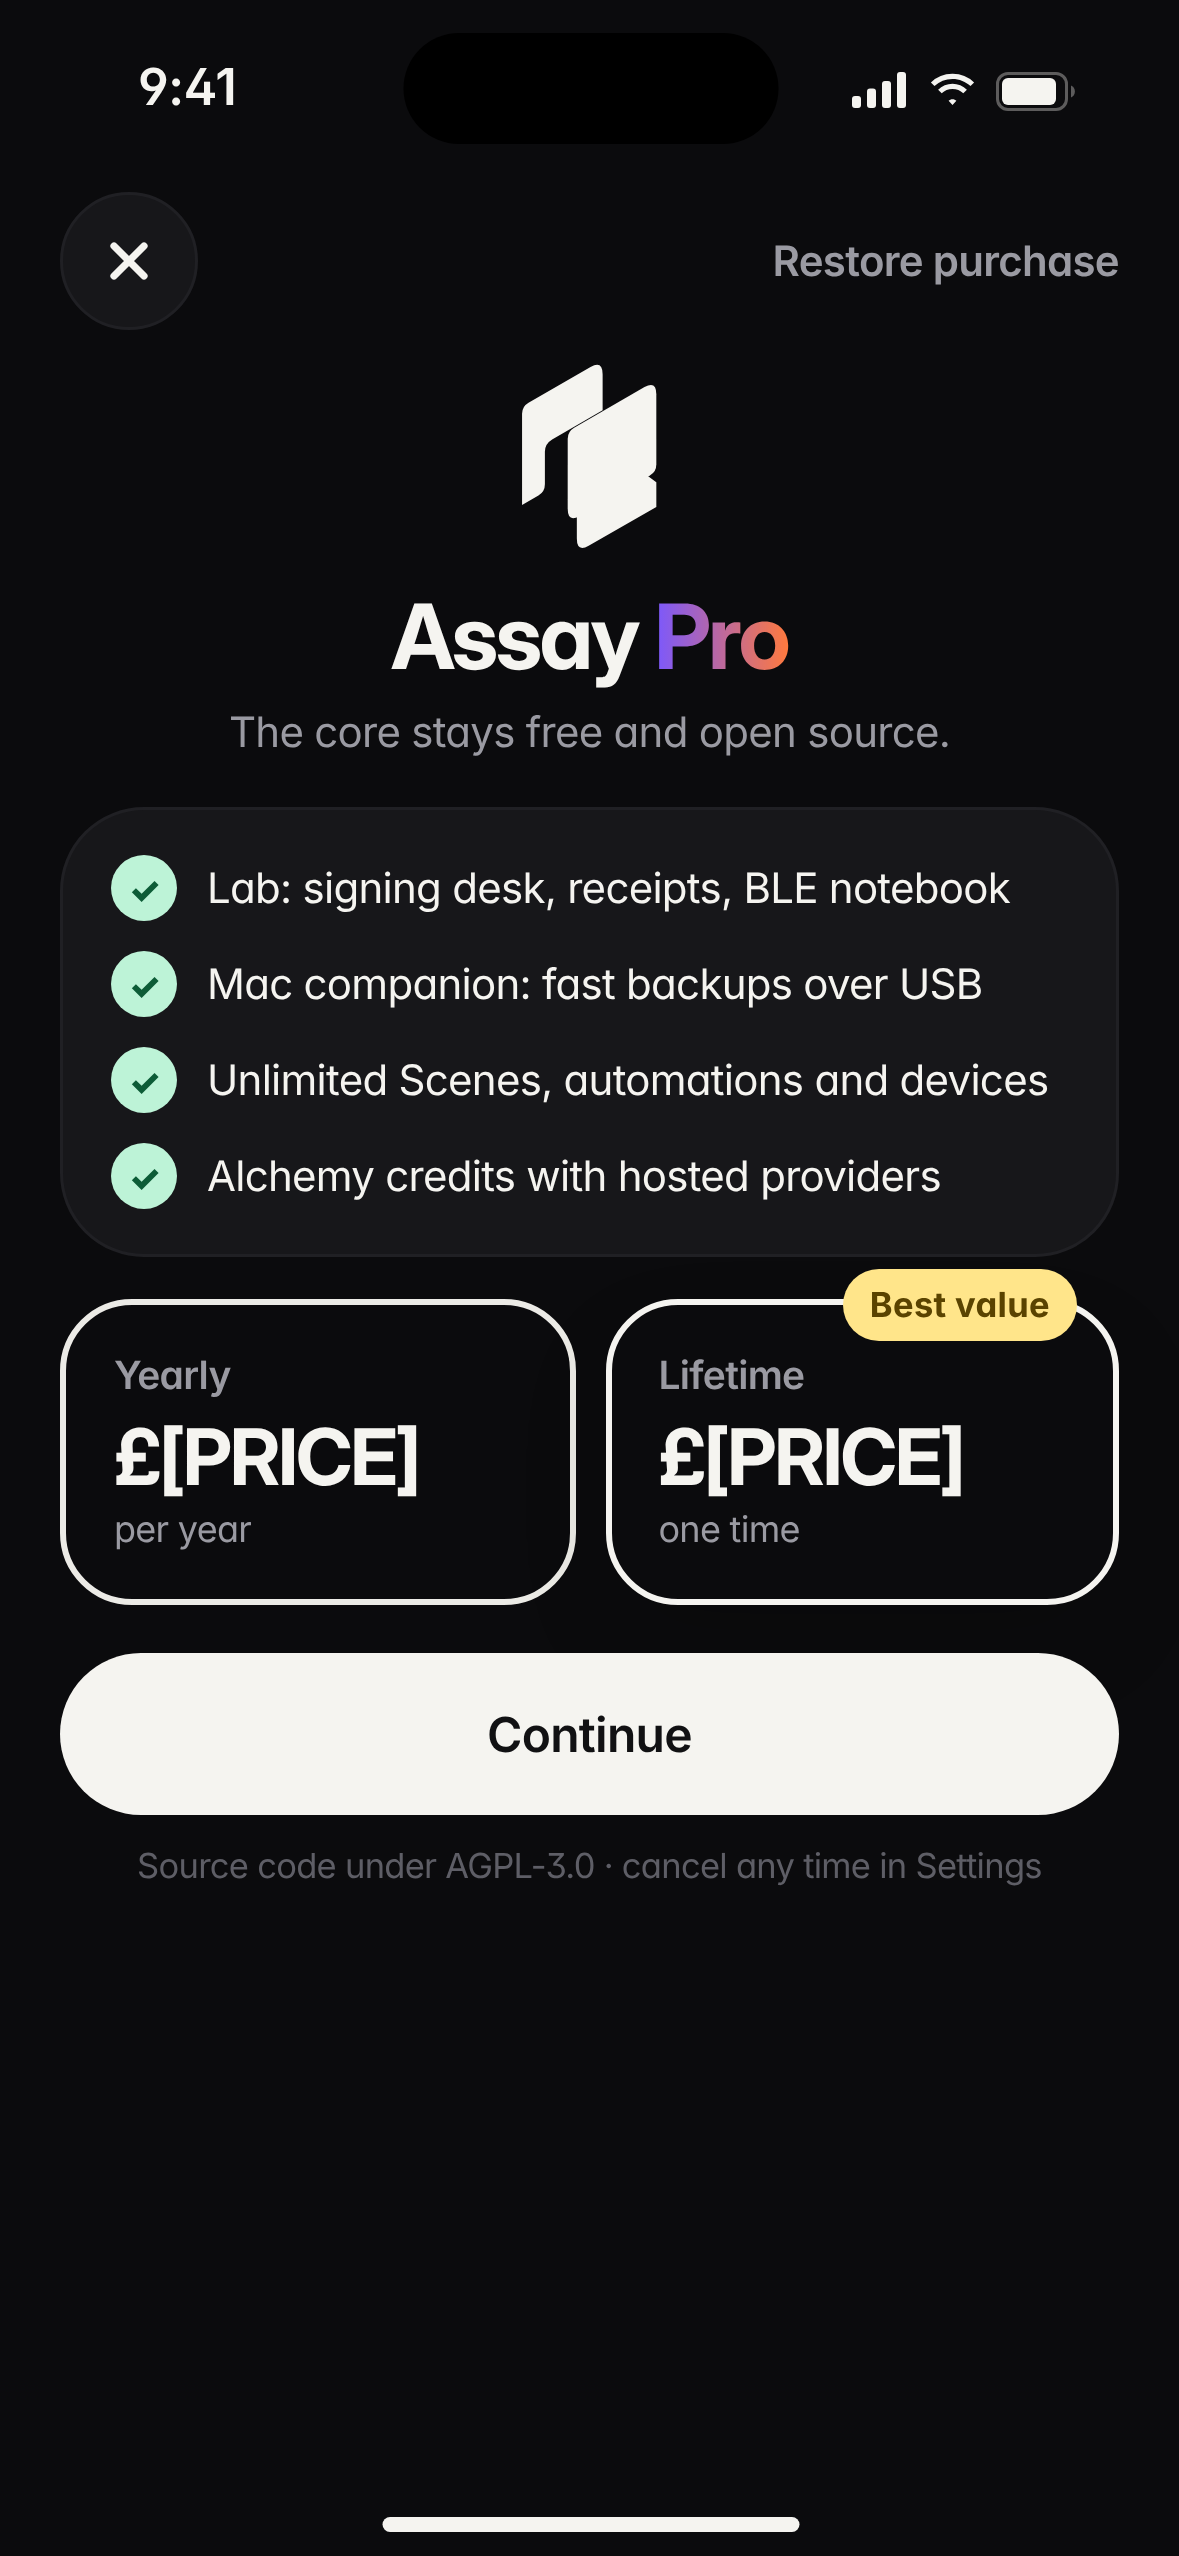 9:41
Restore purchase
Assay Pro
The core stays free and open source.
Lab: signing desk, receipts, BLE notebook
Mac companion: fast backups over USB
Unlimited Scenes, automations and devices
Alchemy credits with hosted providers
Best value
Yearly
£[PRICE]
per year
Lifetime
£[PRICE]
one time
Continue
Source code under AGPL-3.0 · cancel any time in Settings